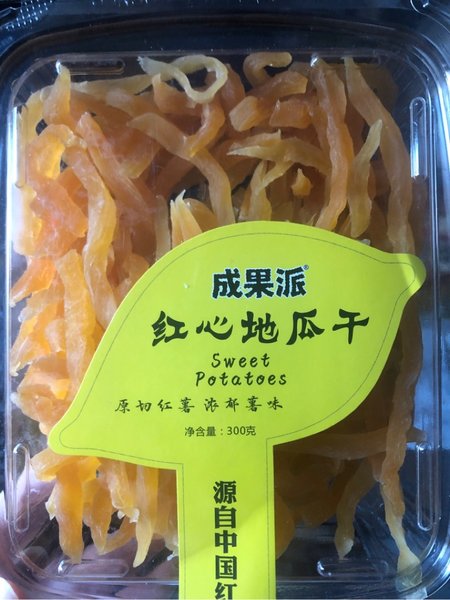 成果派®
红心地瓜干
Sweet
Potatoes
原切红薯 浓郁薯味
净含量：300克
源自中国红